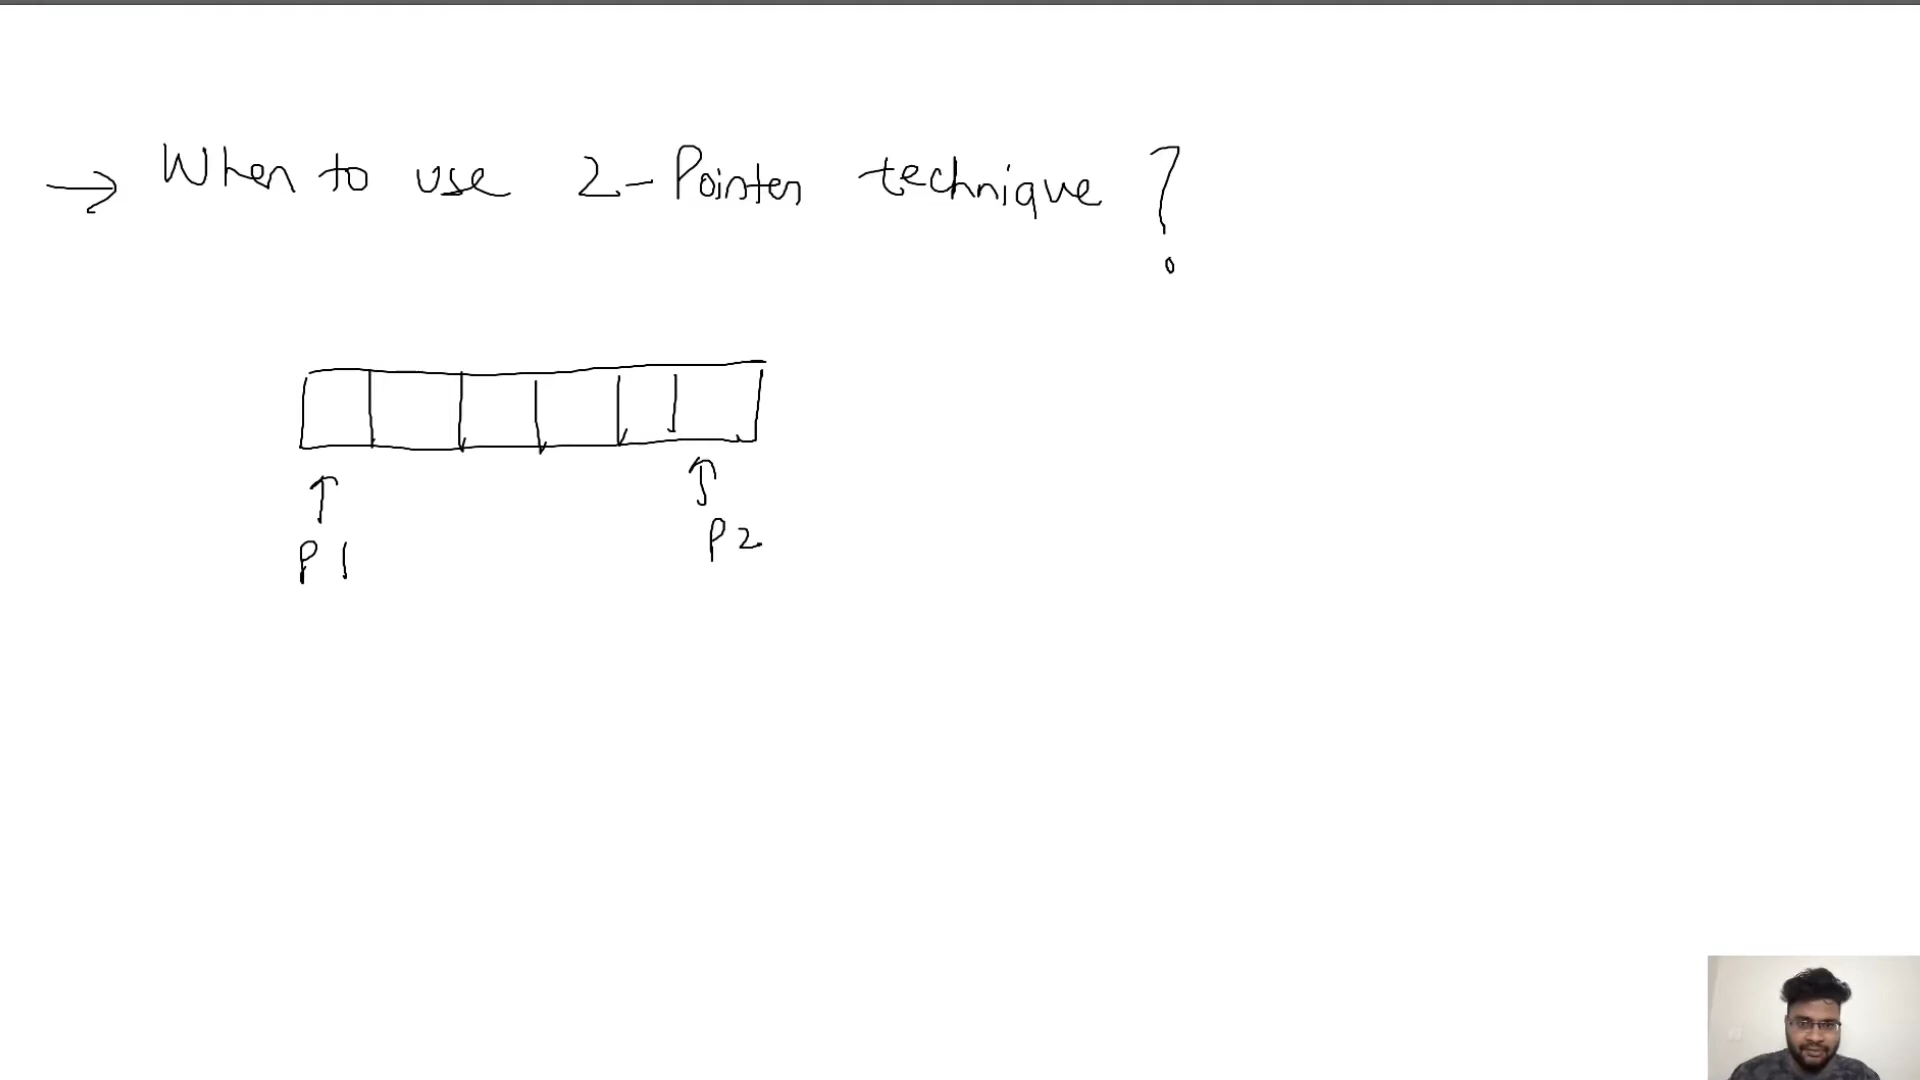 → When to use 2-Pointer technique?
P1
P2